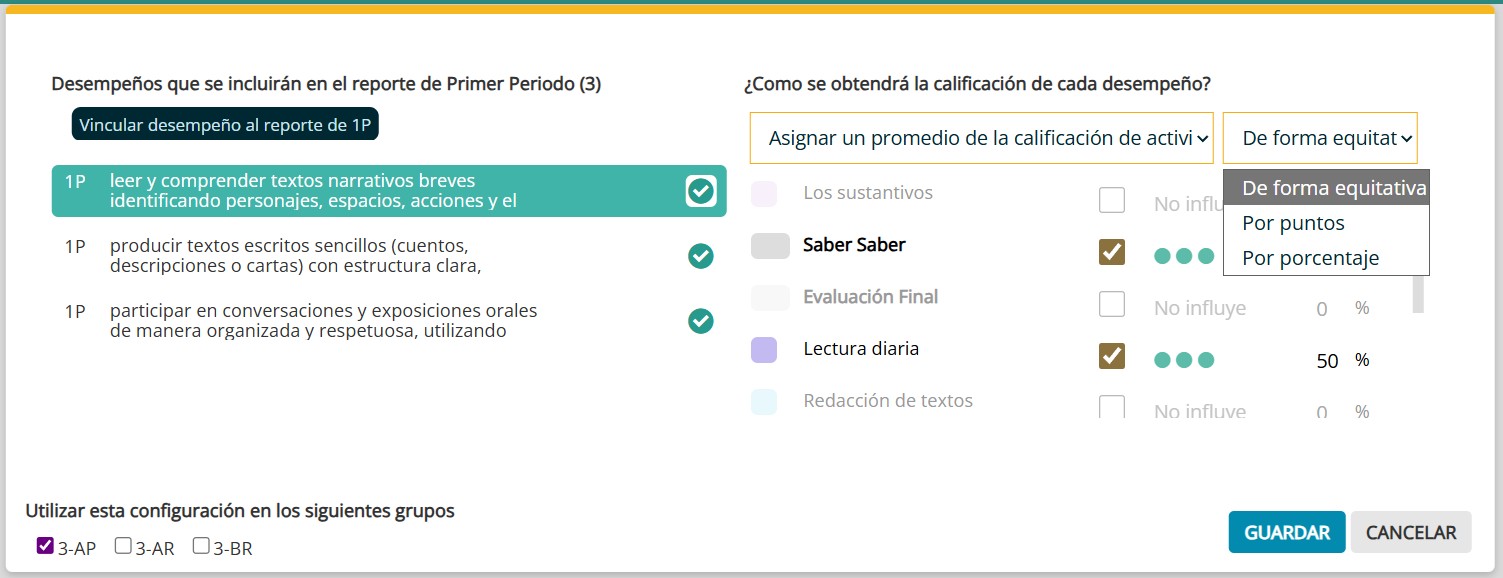 Desempeños que se incluirán en el reporte de Primer Periodo (3)
Vincular desempeño al reporte de 1P
1P leer y comprender textos narrativos breves
identificando personajes, espacios, acciones y el
1P producir textos escritos sencillos (cuentos,
descripciones o cartas) con estructura clara,
1P participar en conversaciones y exposiciones orales
de manera organizada y respetuosa, utilizando
¿Como se obtendrá la calificación de cada desempeño?
Asignar un promedio de la calificación de activi
De forma equitat
De forma equitativa
Por puntos
Por porcentaje
Los sustantivos No influ
Saber Saber
Evaluación Final No influye 0 %
Lectura diaria 50 %
Redacción de textos No influye 0 %
Utilizar esta configuración en los siguientes grupos
3-AP 3-AR 3-BR
GUARDAR CANCELAR